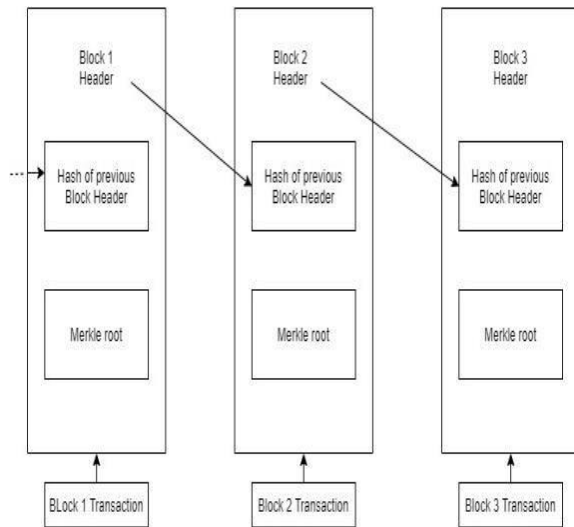 Block 1
Header
Hash of previous
Block Header
Merkle root
BLock 1 Transaction
Block 2
Header
Hash of previous
Block Header
Merkle root
Block 2 Transaction
Block 3
Header
Hash of previous
Block Header
Merkle root
Block 3 Transaction